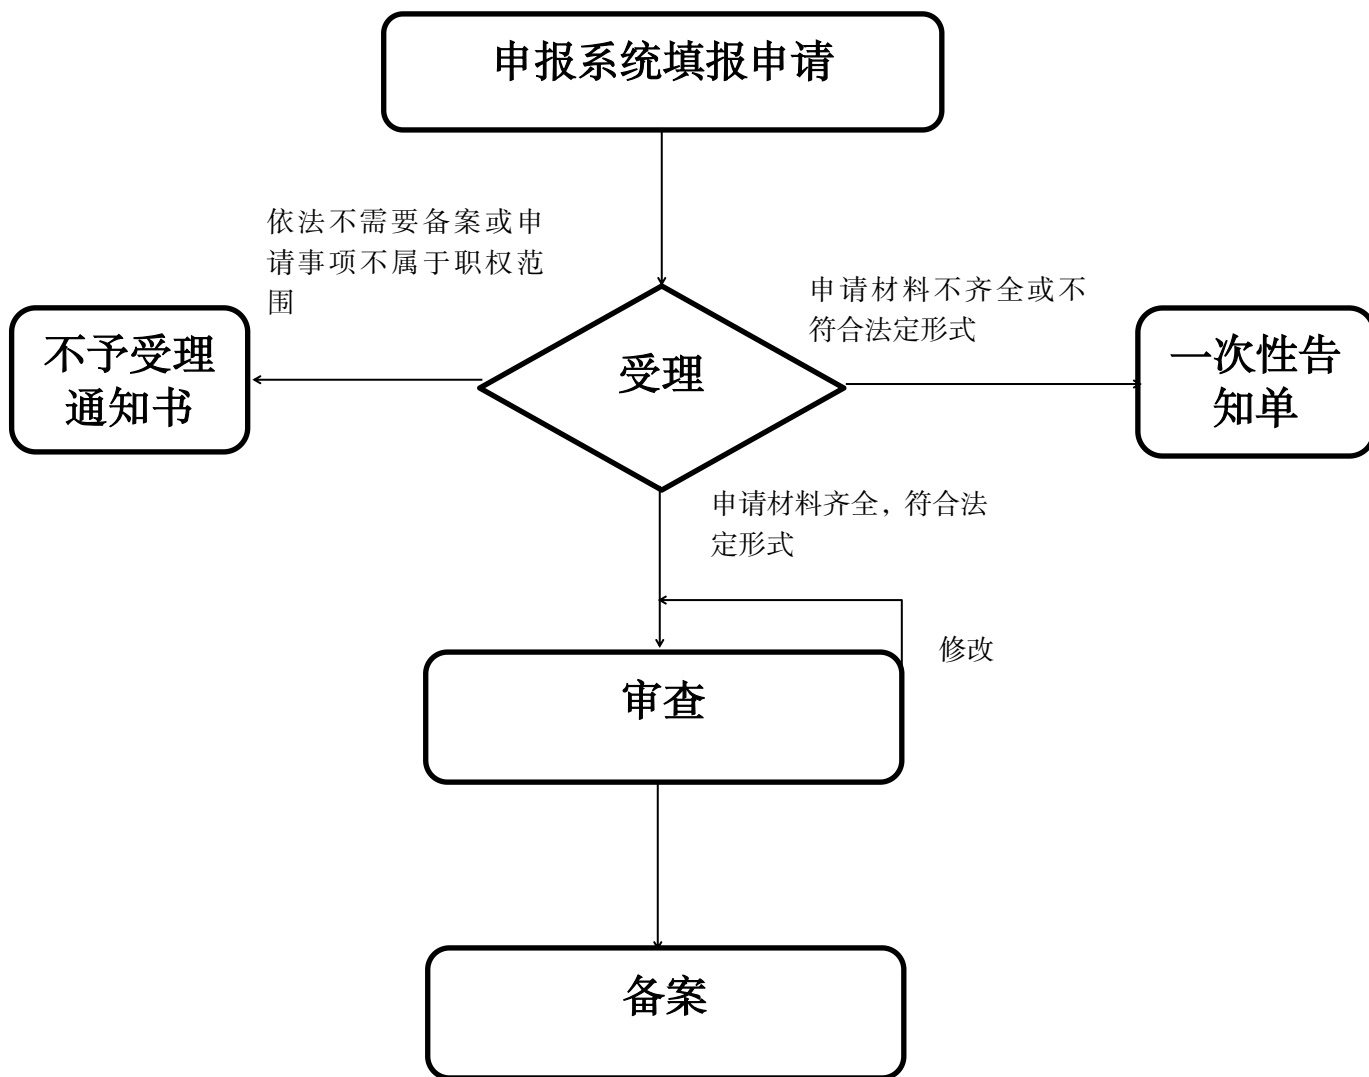 申报系统填报申请
依法不需要备案或申
请事项不属于职权范
围
申请材料不齐全或不
符合法定形式
不予受理
通知书
受理
一次性告
知单
申请材料齐全，符合法
定形式
修改
审查
备案